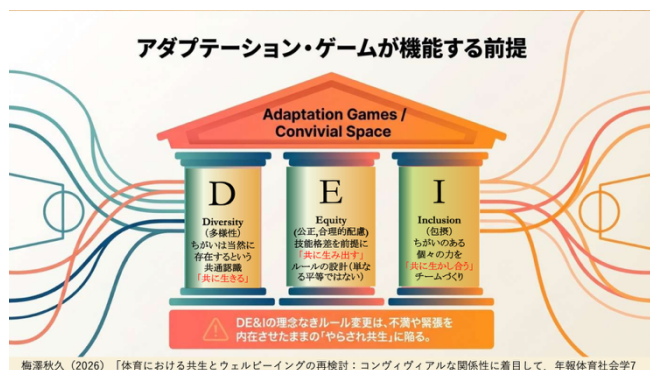 アダプテーション・ゲームが機能する前提
Adaptation Games /
Convivial Space
D
Diversity
(多様性)
ちがいは当然に
存在するという
共通認識
「共に生きる」
E
Equity
(公正,合理的配慮)
技能格差を前提に
「共に生み出す」
ルールの設計(単な
る平等ではない)
I
Inclusion
(包摂)
ちがいのある
個々の力を
「共に生かし合う」
チームづくり
DE&Iの理念なきルール変更は、不満や緊張を
内在させたままの「やらされ共生」に陥る。
梅澤秋久(2026)「体育における共生とウェルビーイングの再検討:コンヴィヴィアルな関係性に着目して,年報体育社会学7